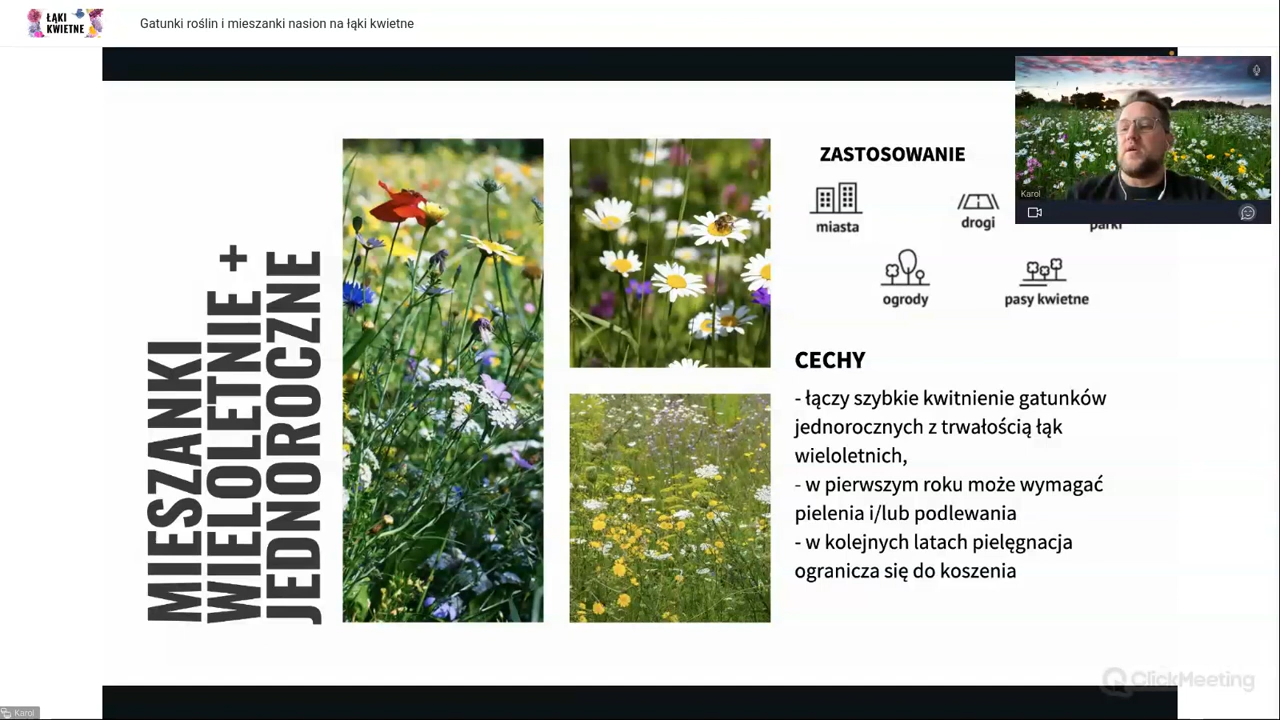 ŁĄKI
KWIETNE
Gatunki roślin i mieszanki nasion na łąki kwietne
MIESZANKI
WIELOLETNIE +
JEDNOROCZNE
ZASTOSOWANIE
miasta
drogi
parki
ogrody
pasy kwietne
CECHY
- łączy szybkie kwitnienie gatunków
jednorocznych z trwałością łąk
wieloletnich,
- w pierwszym roku może wymagać
pielenia i/lub podlewania
- w kolejnych latach pielęgnacja
ogranicza się do koszenia
Karol
ClickMeeting
Karol